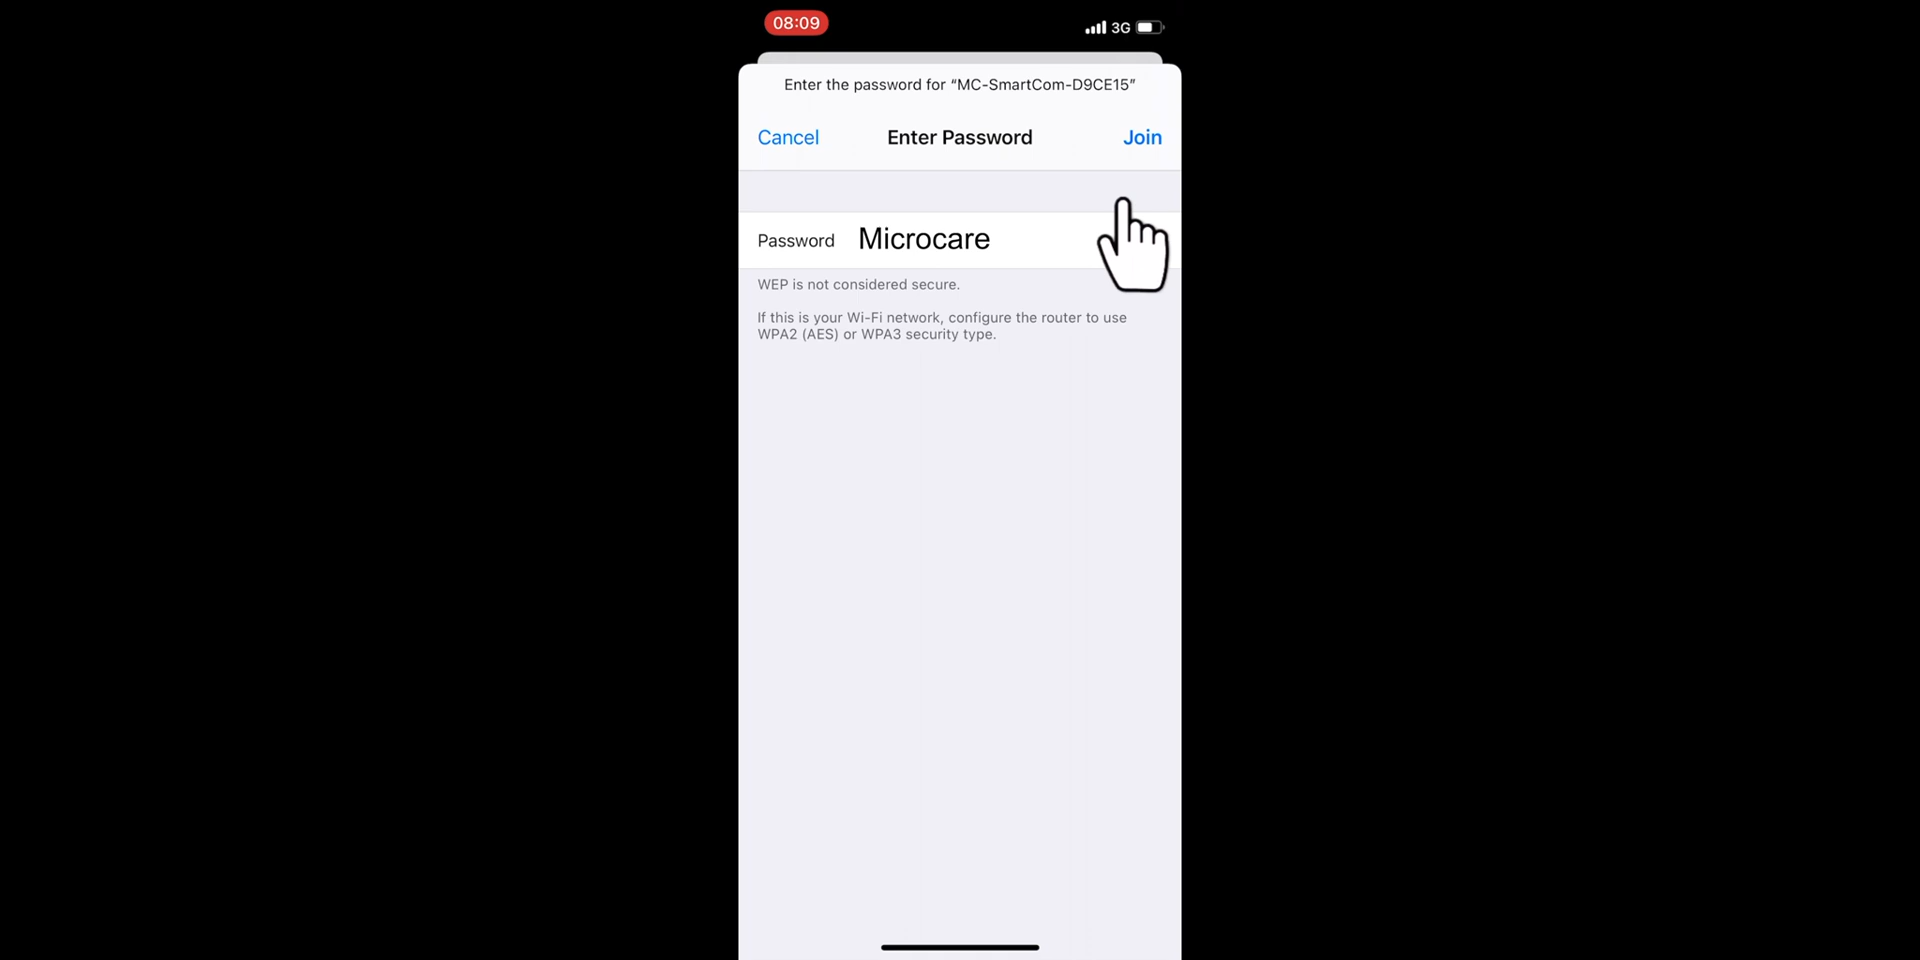 08:09
3G
Enter the password for “MC-SmartCom-D9CE15”
Cancel
Enter Password
Join
Password
Microcare
WEP is not considered secure.
If this is your Wi-Fi network, configure the router to use
WPA2 (AES) or WPA3 security type.